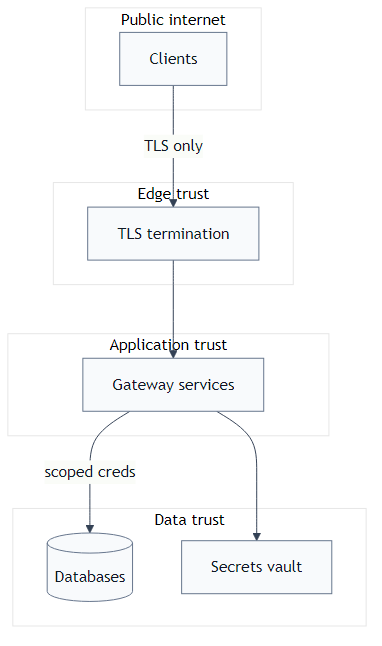 Public internet
Clients
TLS only
Edge trust
TLS termination
Application trust
Gateway services
scoped creds
Data trust
Databases
Secrets vault